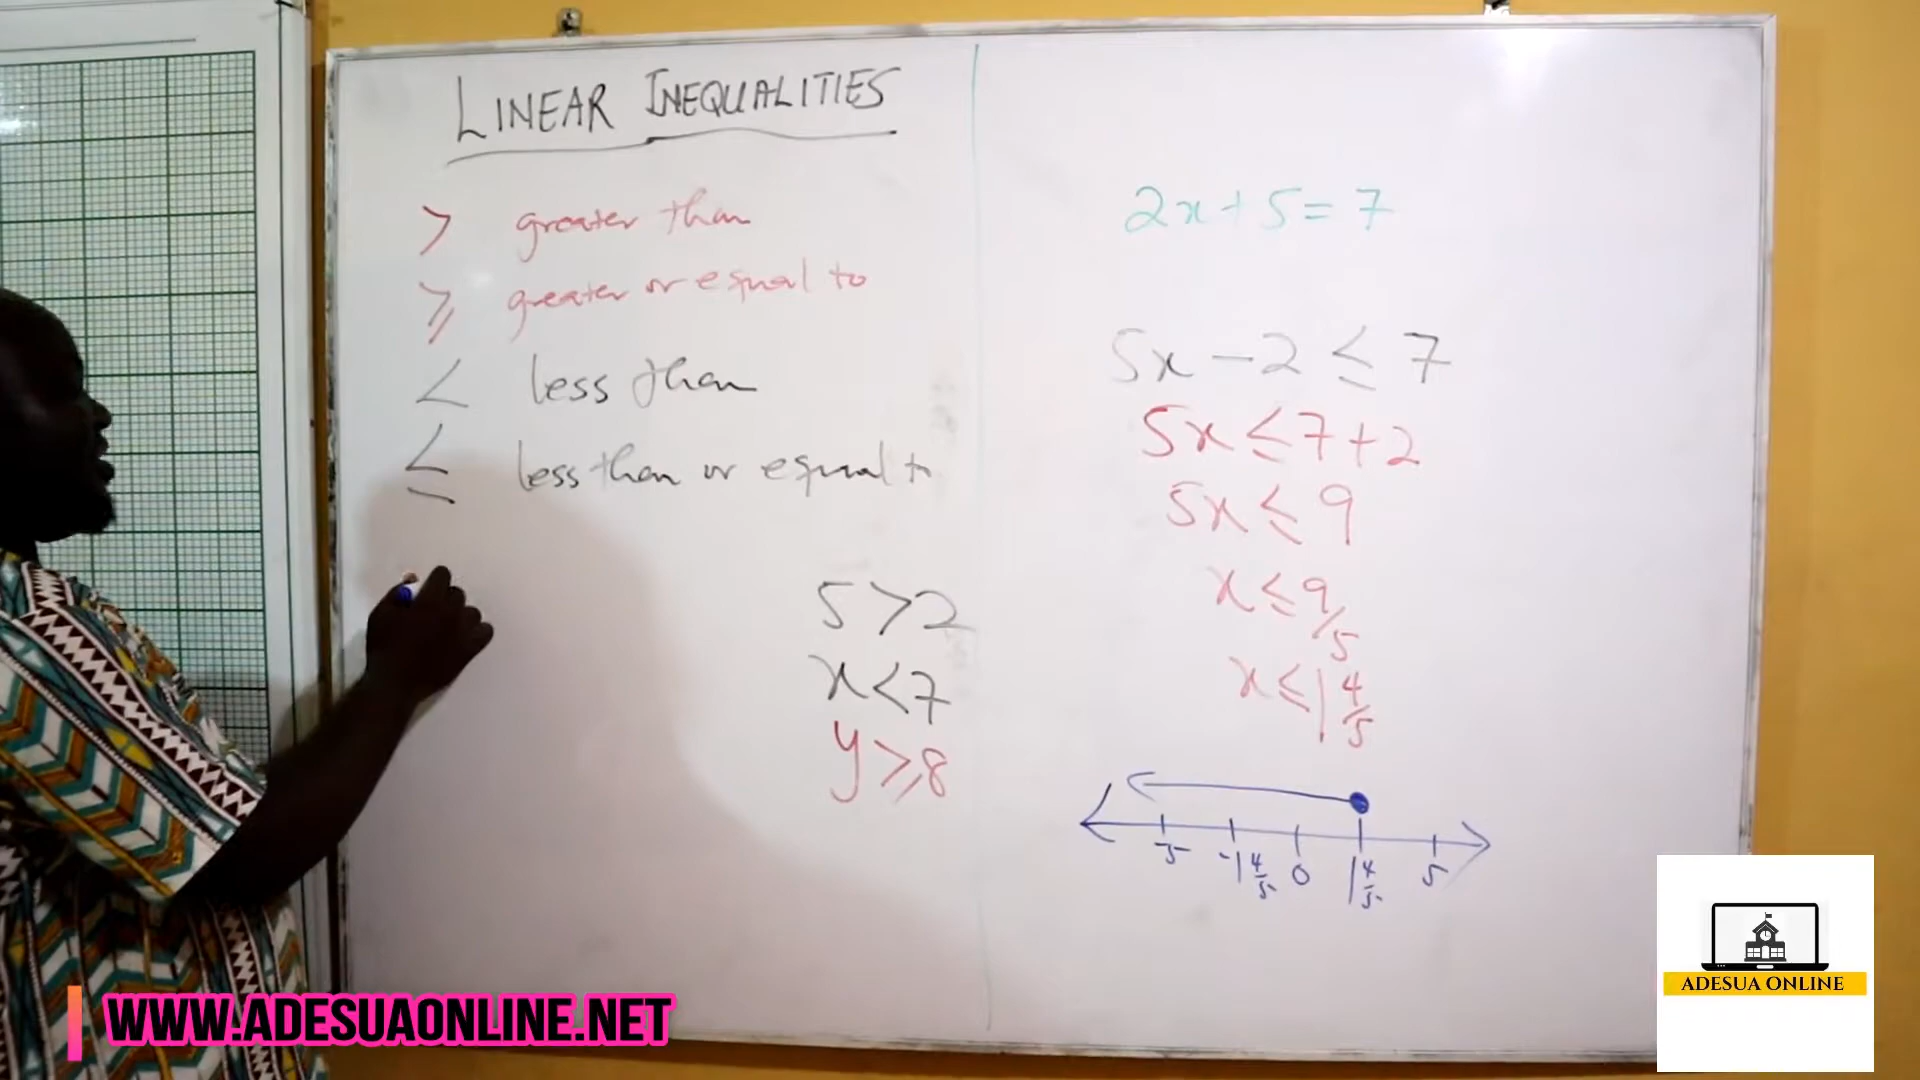 LINEAR INEQUALITIES
> greater than
⩾ greater or equal to
< less than
≤ less than or equal to
5>2
x<7
y⩾8
2x+5=7
5x-2≤7
5x≤7+2
5x≤9
x≤9/5
x≤1 4/5
-5 -1 4/5 0 1 4/5 5
WWW.ADESUAONLINE.NET
ADESUA ONLINE